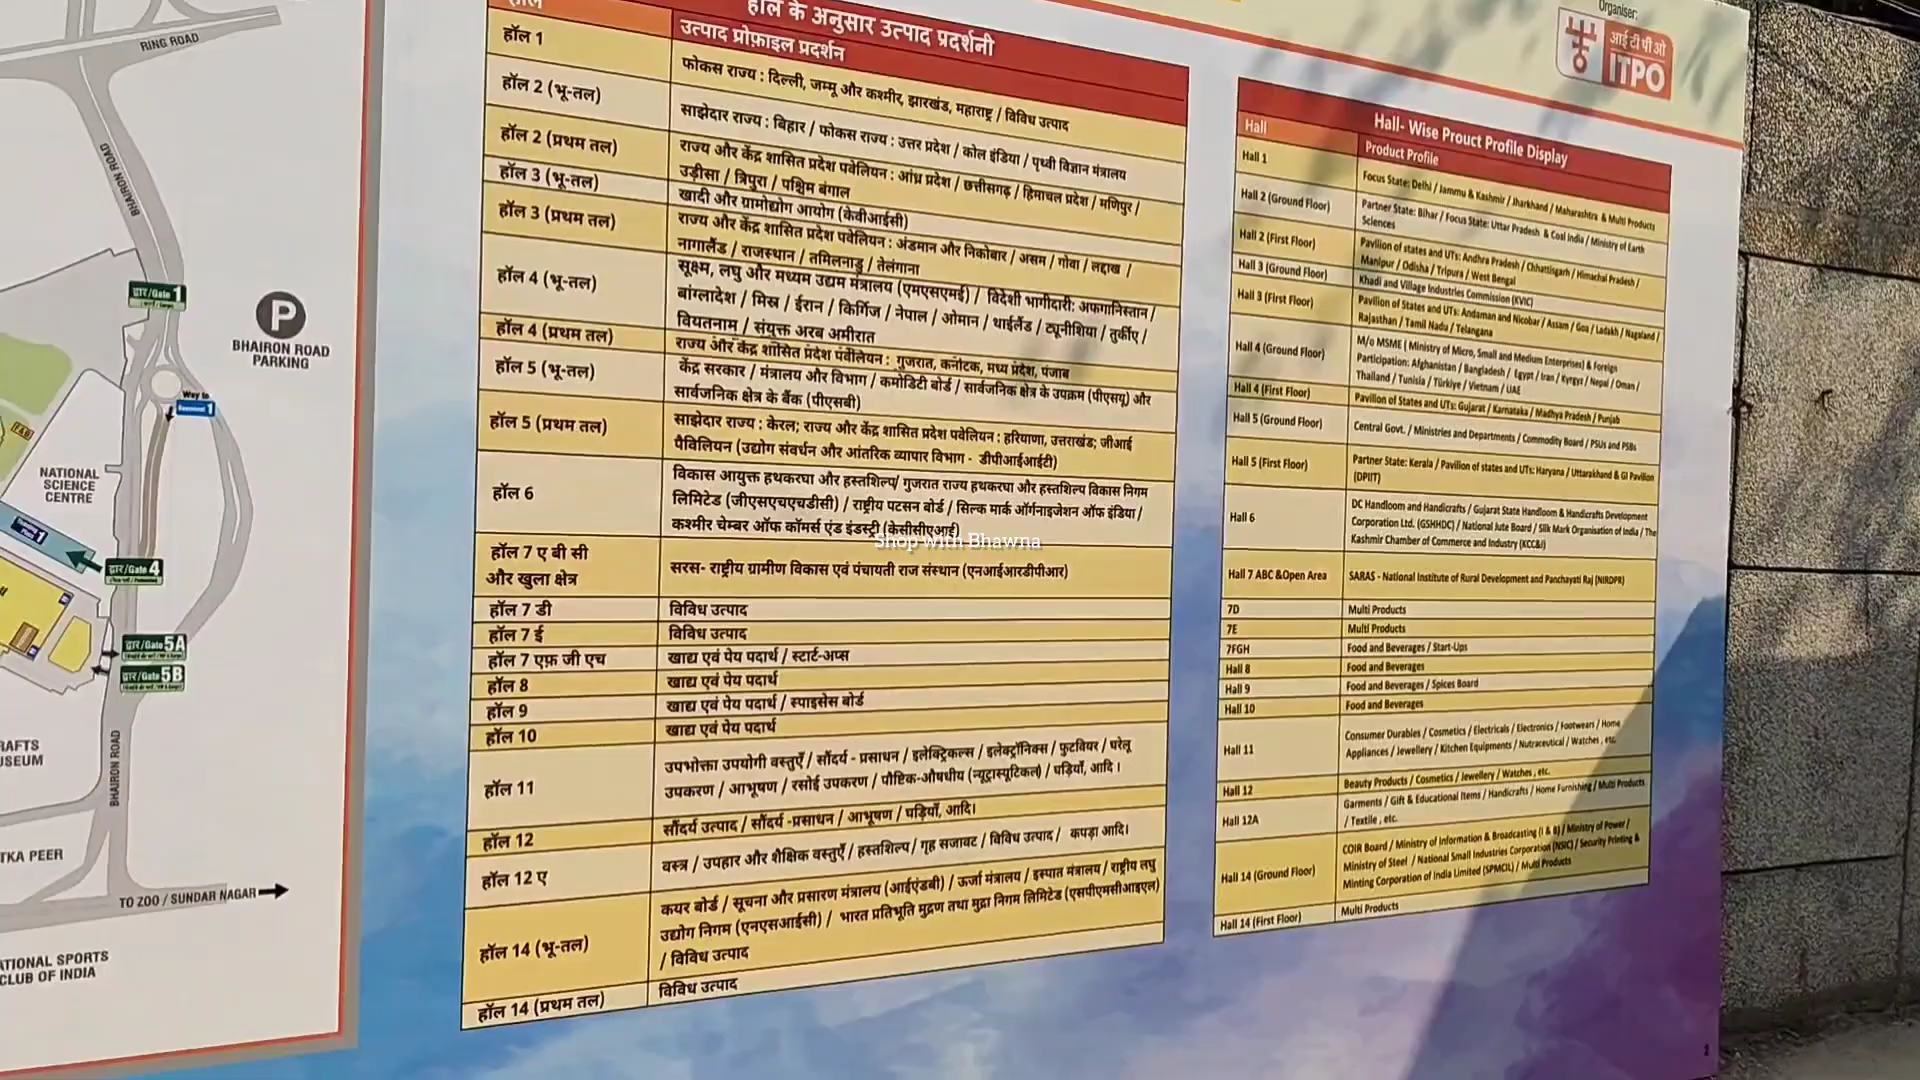 RING ROAD
BHAIRON ROAD
BHAIRON ROAD
द्वार/Gate 1
P
BHAIRON ROAD
PARKING
Way to
NATIONAL
SCIENCE
CENTRE
F&B
1
द्वार/Gate 4
द्वार/Gate 5A
द्वार/Gate 5B
RAFTS
USEUM
BHAIRON ROAD
TKA PEER
TO ZOO / SUNDAR NAGAR
ATIONAL SPORTS
CLUB OF INDIA
हॉल के अनुसार उत्पाद प्रदर्शनी
हॉल
उत्पाद प्रोफ़ाइल प्रदर्शन
हॉल 1
फोकस राज्य : दिल्ली, जम्मू और कश्मीर, झारखंड, महाराष्ट्र / विविध उत्पाद
हॉल 2 (भू-तल)
साझेदार राज्य : बिहार / फोकस राज्य : उत्तर प्रदेश / कोल इंडिया / पृथ्वी विज्ञान मंत्रालय
हॉल 2 (प्रथम तल)
राज्य और केंद्र शासित प्रदेश पवेलियन : आंध्र प्रदेश / छत्तीसगढ़ / हिमाचल प्रदेश / मणिपुर /
उड़ीसा / त्रिपुरा / पश्चिम बंगाल
हॉल 3 (भू-तल)
खादी और ग्रामोद्योग आयोग (केवीआईसी)
हॉल 3 (प्रथम तल)
राज्य और केंद्र शासित प्रदेश पवेलियन : अंडमान और निकोबार / असम / गोवा / लद्दाख /
नागालैंड / राजस्थान / तमिलनाडु / तेलंगाना
हॉल 4 (भू-तल)
सूक्ष्म, लघु और मध्यम उद्यम मंत्रालय (एमएसएमई) / विदेशी भागीदारी: अफगानिस्तान /
बांग्लादेश / मिस्र / ईरान / किर्गिज / नेपाल / ओमान / थाईलैंड / ट्यूनीशिया / तुर्किए /
वियतनाम / संयुक्त अरब अमीरात
हॉल 4 (प्रथम तल)
राज्य और केंद्र शासित प्रदेश पवेलियन : गुजरात, कर्नाटक, मध्य प्रदेश, पंजाब
हॉल 5 (भू-तल)
केंद्र सरकार / मंत्रालय और विभाग / कमोडिटी बोर्ड / सार्वजनिक क्षेत्र के उपक्रम (पीएसयू) और
सार्वजनिक क्षेत्र के बैंक (पीएसबी)
हॉल 5 (प्रथम तल)
साझेदार राज्य : केरल; राज्य और केंद्र शासित प्रदेश पवेलियन : हरियाणा, उत्तराखंड; जीआई
पैविलियन (उद्योग संवर्धन और आंतरिक व्यापार विभाग - डीपीआईआईटी)
हॉल 6
विकास आयुक्त हथकरघा और हस्तशिल्प/ गुजरात राज्य हथकरघा और हस्तशिल्प विकास निगम
लिमिटेड (जीएसएचएचडीसी) / राष्ट्रीय पटसन बोर्ड / सिल्क मार्क ऑर्गनाइजेशन ऑफ इंडिया /
कश्मीर चेम्बर ऑफ कॉमर्स एंड इंडस्ट्री (केसीसीएआई)
हॉल 7 ए बी सी
और खुला क्षेत्र
सरस- राष्ट्रीय ग्रामीण विकास एवं पंचायती राज संस्थान (एनआईआरडीपीआर)
हॉल 7 डी
विविध उत्पाद
हॉल 7 ई
विविध उत्पाद
हॉल 7 एफ़ जी एच
खाद्य एवं पेय पदार्थ / स्टार्ट-अप्स
हॉल 8
खाद्य एवं पेय पदार्थ
हॉल 9
खाद्य एवं पेय पदार्थ / स्पाइसेस बोर्ड
हॉल 10
खाद्य एवं पेय पदार्थ
हॉल 11
उपभोक्ता उपयोगी वस्तुएँ / सौंदर्य - प्रसाधन / इलेक्ट्रिकल्स / इलेक्ट्रॉनिक्स / फुटवियर / घरेलू
उपकरण / आभूषण / रसोई उपकरण / पौष्टिक-औषधीय (न्यूट्रास्यूटिकल) / घड़ियाँ, आदि ।
हॉल 12
सौंदर्य उत्पाद / सौंदर्य -प्रसाधन / आभूषण / घड़ियाँ, आदि।
हॉल 12 ए
वस्त्र / उपहार और शैक्षिक वस्तुएँ / हस्तशिल्प/ गृह सजावट / विविध उत्पाद / कपड़ा आदि।
हॉल 14 (भू-तल)
कयर बोर्ड / सूचना और प्रसारण मंत्रालय (आईएंडबी) / ऊर्जा मंत्रालय / इस्पात मंत्रालय / राष्ट्रीय लघु
उद्योग निगम (एनएसआईसी) / भारत प्रतिभूति मुद्रण तथा मुद्रा निगम लिमिटेड (एसपीएमसीआइएल)
/ विविध उत्पाद
हॉल 14 (प्रथम तल)
विविध उत्पाद
Shop with Bhawna
Organiser:
आई टी पी ओ
ITPO
Hall- Wise Prouct Profile Display
Hall
Product Profile
Hall 1
Focus State: Delhi / Jammu & Kashmir / Jharkhand / Maharashtra & Multi Products
Hall 2 (Ground Floor)
Partner State: Bihar / Focus State: Uttar Pradesh & Coal India / Ministry of Earth
Sciences
Hall 2 (First Floor)
Pavilion of states and UTs: Andhra Pradesh / Chhattisgarh / Himachal Pradesh /
Manipur / Odisha / Tripura / West Bengal
Hall 3 (Ground Floor)
Khadi and Village Industries Commission (KVIC)
Hall 3 (First Floor)
Pavilion of States and UTs: Andaman and Nicobar / Assam / Goa / Ladakh / Nagaland /
Rajasthan / Tamil Nadu / Telangana
Hall 4 (Ground Floor)
M/o MSME ( Ministry of Micro, Small and Medium Enterprises) & Foreign
Participation: Afghanistan / Bangladesh / Egypt / Iran / Kyrgyz / Nepal / Oman /
Thailand / Tunisia / Türkiye / Vietnam / UAE
Hall 4 (First Floor)
Pavilion of States and UTs: Gujarat / Karnataka / Madhya Pradesh / Punjab
Hall 5 (Ground Floor)
Central Govt. / Ministries and Departments / Commodity Board / PSUs and PSBs
Hall 5 (First Floor)
Partner State: Kerala / Pavilion of states and UTs: Haryana / Uttarakhand & GI Pavilion
(DPIIT)
Hall 6
DC Handloom and Handicrafts / Gujarat State Handloom & Handicrafts Development
Corporation Ltd. (GSHHDC) / National Jute Board / Silk Mark Organisation of India / The
Kashmir Chamber of Commerce and Industry (KCC&I)
Hall 7 ABC &Open Area
SARAS - National Institute of Rural Development and Panchayati Raj (NIRDPR)
7D
Multi Products
7E
Multi Products
7FGH
Food and Beverages / Start-Ups
Hall 8
Food and Beverages
Hall 9
Food and Beverages / Spices Board
Hall 10
Food and Beverages
Hall 11
Consumer Durables / Cosmetics / Electricals / Electronics / Footwears / Home
Appliances / Jewellery / Kitchen Equipments / Nutraceutical / Watches , etc.
Hall 12
Beauty Products / Cosmetics / Jewellery / Watches , etc.
Hall 12A
Garments / Gift & Educational Items / Handicrafts / Home Furnishing / Multi Products
/ Textile , etc.
Hall 14 (Ground Floor)
COIR Board / Ministry of Information & Broadcasting (I & B) / Ministry of Power /
Ministry of Steel / National Small Industries Corporation (NSIC) / Security Printing &
Minting Corporation of India Limited (SPMCIL) / Multi Products
Hall 14 (First Floor)
Multi Products